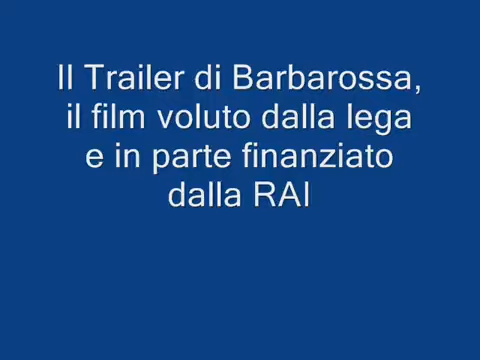 Il Trailer di Barbarossa,
il film voluto dalla lega
e in parte finanziato
dalla RAI